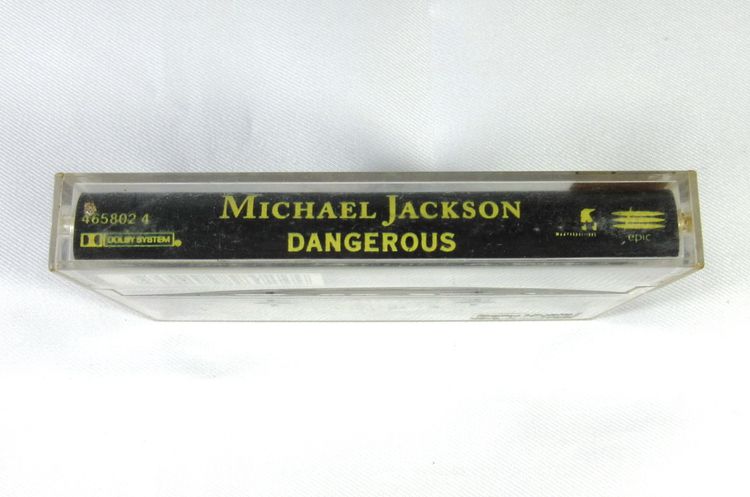 465802 4
DOLBY SYSTEM
MICHAEL JACKSON
DANGEROUS
epic